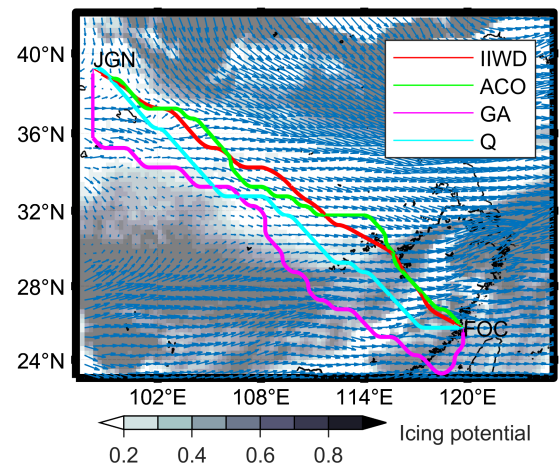 40°N
36°N
32°N
28°N
24°N
JGN
IIWD
ACO
GA
Q
FOC
102°E 108°E 114°E 120°E
0.2 0.4 0.6 0.8
Icing potential